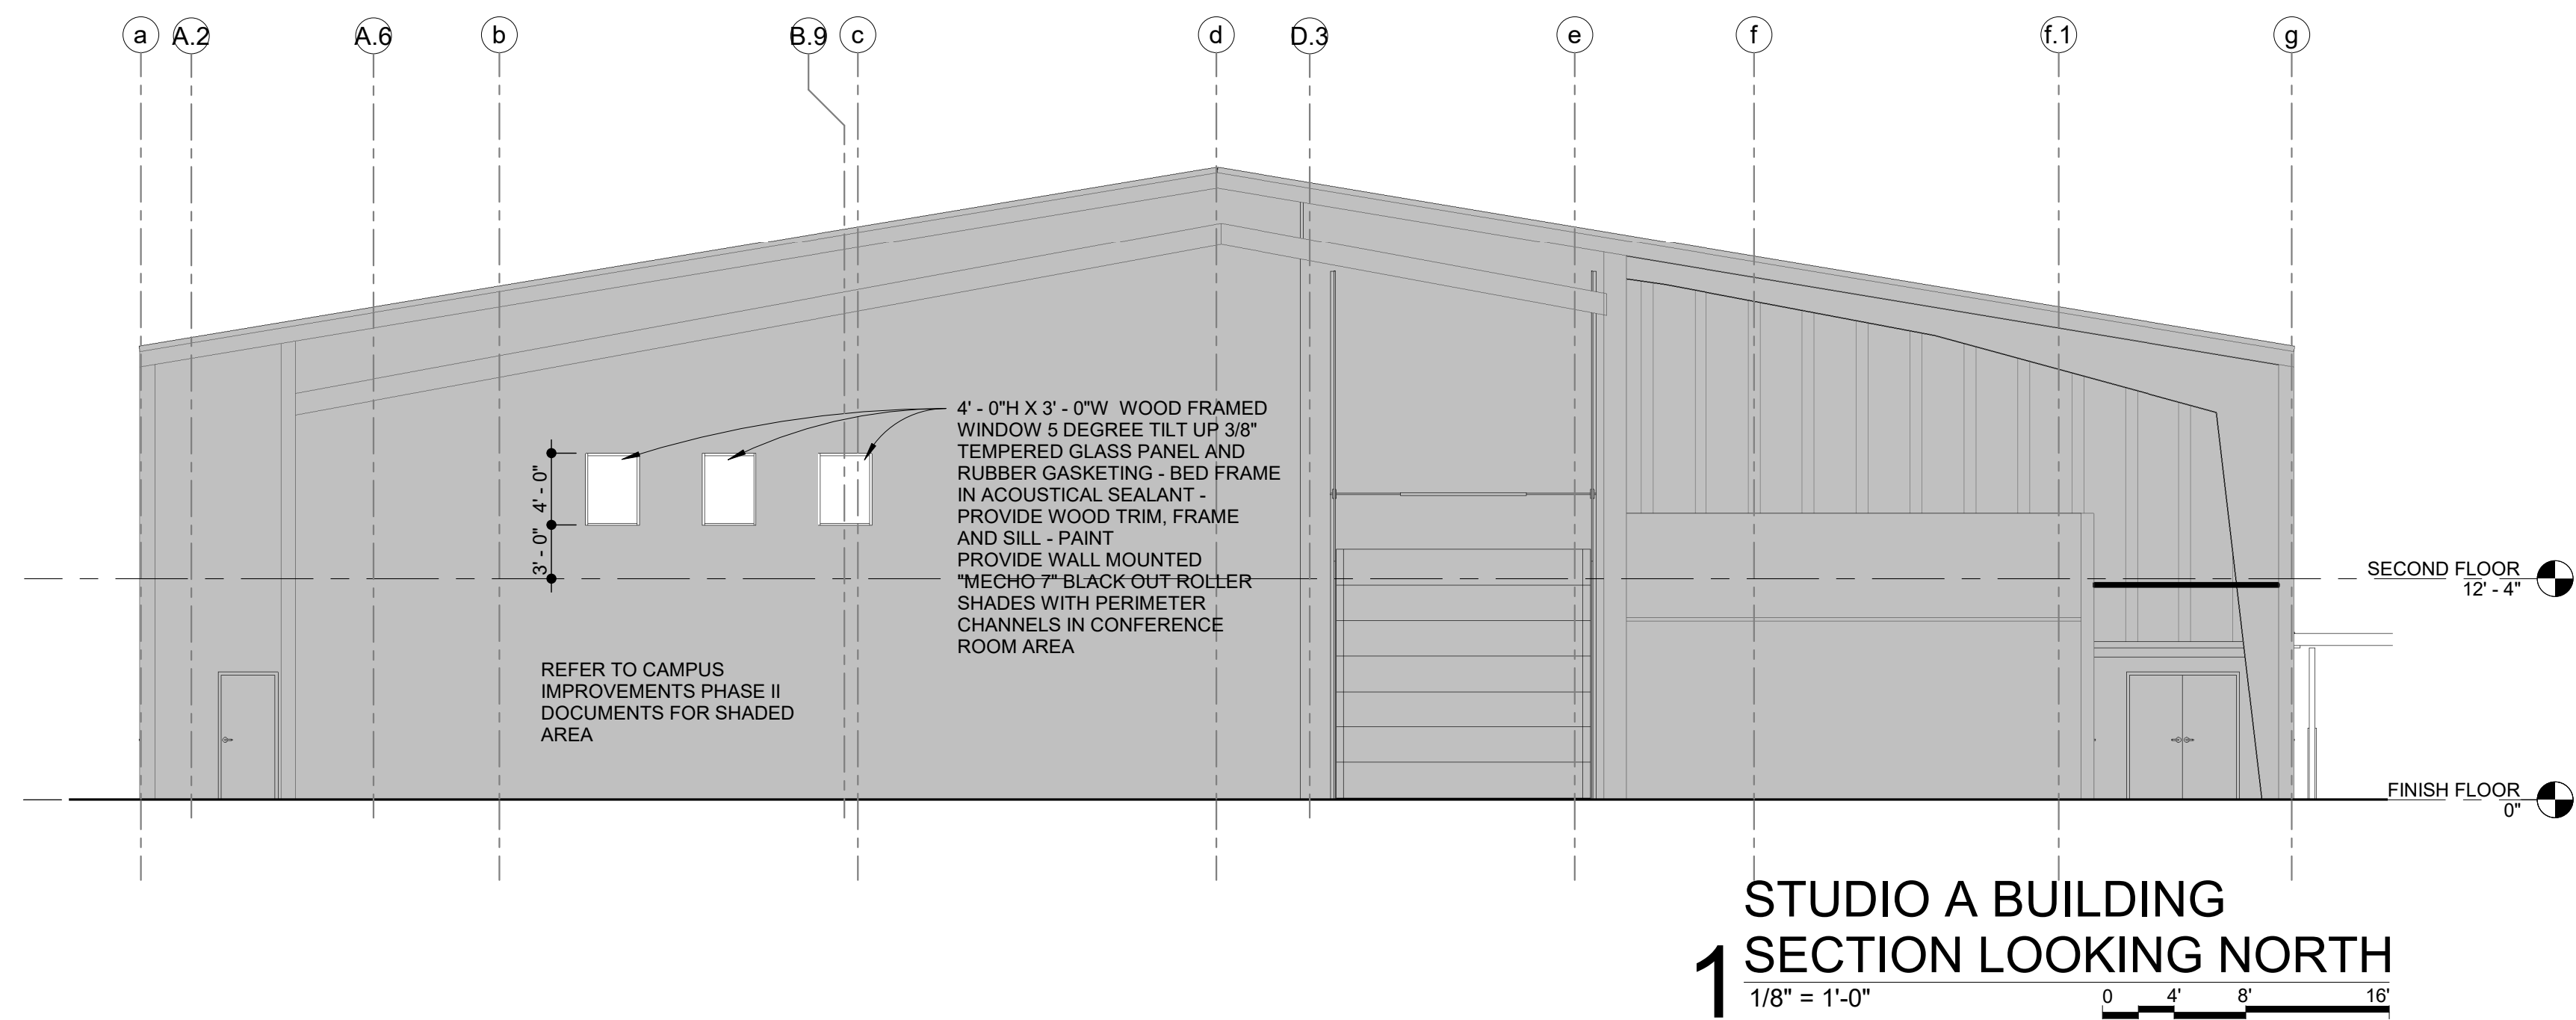 a
A.2
A.6
b
B.9
c
d
D.3
e
f
f.1
g
4' - 0"H X 3' - 0"W WOOD FRAMED
WINDOW 5 DEGREE TILT UP 3/8"
TEMPERED GLASS PANEL AND
RUBBER GASKETING - BED FRAME
IN ACOUSTICAL SEALANT -
PROVIDE WOOD TRIM, FRAME
AND SILL - PAINT
PROVIDE WALL MOUNTED
"MECHO 7" BLACK OUT ROLLER
SHADES WITH PERIMETER
CHANNELS IN CONFERENCE
ROOM AREA
4' - 0"
3' - 0"
REFER TO CAMPUS
IMPROVEMENTS PHASE II
DOCUMENTS FOR SHADED
AREA
SECOND FLOOR
12' - 4"
FINISH FLOOR
0"
1
STUDIO A BUILDING
SECTION LOOKING NORTH
1/8" = 1'-0"
0 4' 8' 16'